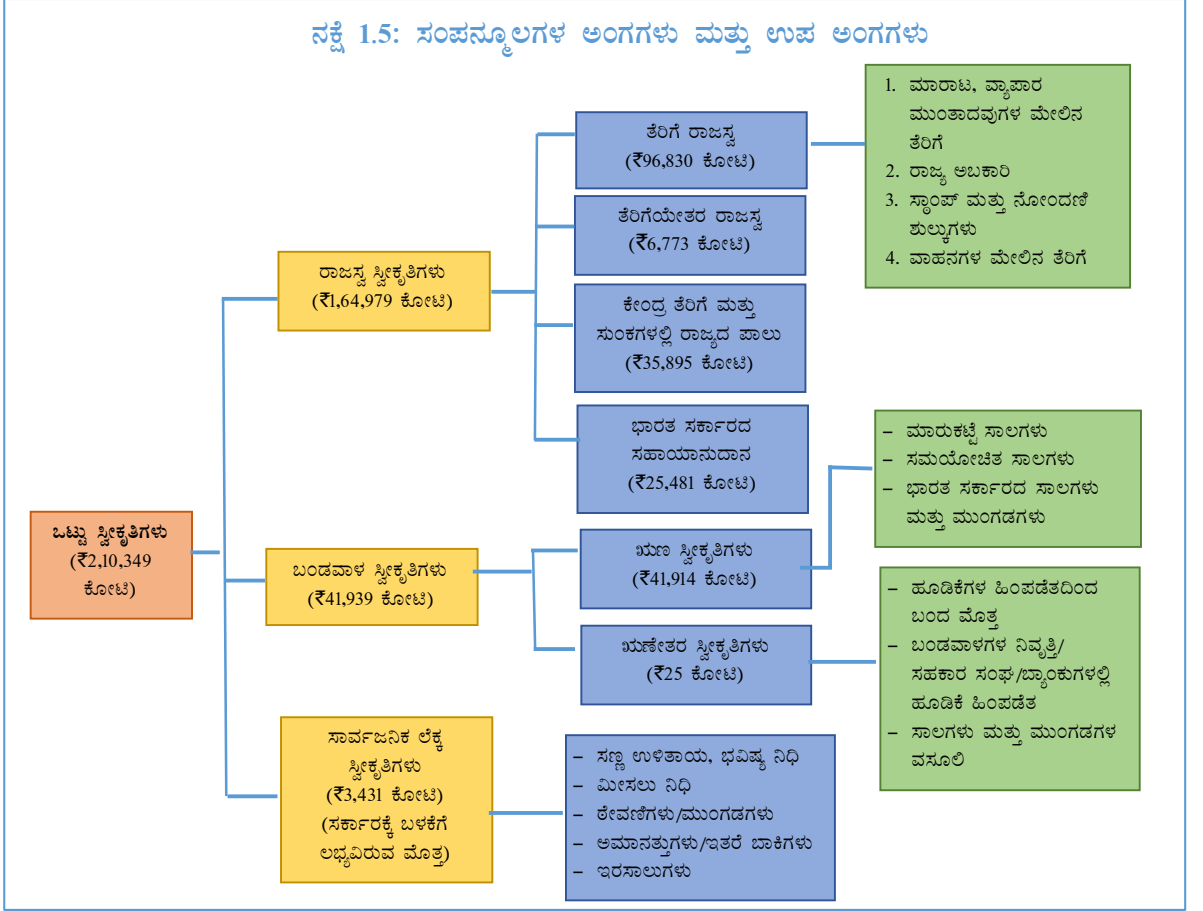 ನಕ್ಷೆ 1.5: ಸಂಪನ್ಮೂಲಗಳ ಅಂಗಗಳು ಮತ್ತು ಉಪ ಅಂಗಗಳು
ಒಟ್ಟು ಸ್ವೀಕೃತಿಗಳು
(₹2,10,349
ಕೋಟಿ)
ರಾಜಸ್ವ ಸ್ವೀಕೃತಿಗಳು
(₹1,64,979 ಕೋಟಿ)
ತೆರಿಗೆ ರಾಜಸ್ವ
(₹96,830 ಕೋಟಿ)
1. ಮಾರಾಟ, ವ್ಯಾಪಾರ
ಮುಂತಾದವುಗಳ ಮೇಲಿನ
ತೆರಿಗೆ
2. ರಾಜ್ಯ ಅಬಕಾರಿ
3. ಸ್ಠಾಂಪ್ ಮತ್ತು ನೋಂದಣಿ
ಶುಲ್ಕುಗಳು
4. ವಾಹನಗಳ ಮೇಲಿನ ತೆರಿಗೆ
ತೆರಿಗೆಯೇತರ ರಾಜಸ್ವ
(₹6,773 ಕೋಟಿ)
ಕೇಂದ್ರ ತೆರಿಗೆ ಮತ್ತು
ಸುಂಕಗಳಲ್ಲಿ ರಾಜ್ಯದ ಪಾಲು
(₹35,895 ಕೋಟಿ)
ಭಾರತ ಸರ್ಕಾರದ
ಸಹಾಯಾನುದಾನ
(₹25,481 ಕೋಟಿ)
ಬಂಡವಾಳ ಸ್ವೀಕೃತಿಗಳು
(₹41,939 ಕೋಟಿ)
ಋಣ ಸ್ವೀಕೃತಿಗಳು
(₹41,914 ಕೋಟಿ)
– ಮಾರುಕಟ್ಟೆ ಸಾಲಗಳು
– ಸಮಯೋಚಿತ ಸಾಲಗಳು
– ಭಾರತ ಸರ್ಕಾರದ ಸಾಲಗಳು
ಮತ್ತು ಮುಂಗಡಗಳು
ಋಣೇತರ ಸ್ವೀಕೃತಿಗಳು
(₹25 ಕೋಟಿ)
– ಹೂಡಿಕೆಗಳ ಹಿಂಪಡೆತದಿಂದ
ಬಂದ ಮೊತ್ತ
– ಬಂಡವಾಳಗಳ ನಿವೃತ್ತಿ/
ಸಹಕಾರ ಸಂಘ/ಬ್ಯಾಂಕುಗಳಲ್ಲಿ
ಹೂಡಿಕೆ ಹಿಂಪಡೆತ
– ಸಾಲಗಳು ಮತ್ತು ಮುಂಗಡಗಳ
ವಸೂಲಿ
ಸಾರ್ವಜನಿಕ ಲೆಕ್ಕ
ಸ್ವೀಕೃತಿಗಳು
(₹3,431 ಕೋಟಿ)
(ಸರ್ಕಾರಕ್ಕೆ ಬಳಕೆಗೆ
ಲಭ್ಯವಿರುವ ಮೊತ್ತ)
– ಸಣ್ಣ ಉಳಿತಾಯ, ಭವಿಷ್ಯ ನಿಧಿ
– ಮೀಸಲು ನಿಧಿ
– ಠೇವಣಿಗಳು/ಮುಂಗಡಗಳು
– ಅಮಾನತ್ತುಗಳು/ಇತರೆ ಬಾಕಿಗಳು
– ಇರಸಾಲುಗಳು